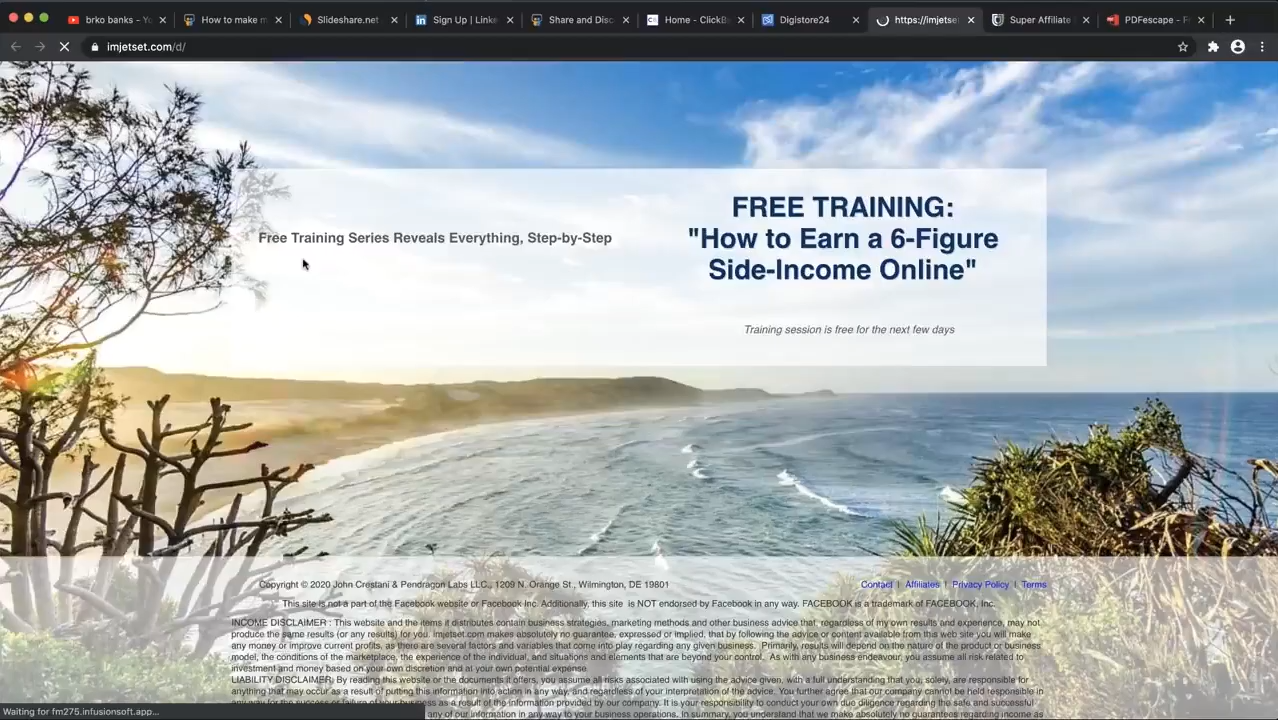 brko banks - Yo
How to make m
Slideshare.net
Sign Up | Linke
Share and Disc
Home - ClickB
Digistore24
https://imjetse
Super Affiliate
PDFescape - F
imjetset.com/d/
Free Training Series Reveals Everything, Step-by-Step
FREE TRAINING:
"How to Earn a 6-Figure
Side-Income Online"
Training session is free for the next few days
Copyright © 2020 John Crestani & Pendragon Labs LLC., 1209 N. Orange St., Wilmington, DE 19801
Contact | Affiliates | Privacy Policy | Terms
This site is not a part of the Facebook website or Facebook Inc. Additionally, this site is NOT endorsed by Facebook in any way. FACEBOOK is a trademark of FACEBOOK, Inc.
INCOME DISCLAIMER : This website and the items it distributes contain business strategies, marketing methods and other business advice that, regardless of my own results and experience, may not
produce the same results (or any results) for you. imjetset.com makes absolutely no guarantee, expressed or implied, that by following the advice or content available from this web site you will make
any money or improve current profits, as there are several factors and variables that come into play regarding any given business. Primarily, results will depend on the nature of the product or business
model, the conditions of the marketplace, the experience of the individual, and situations and elements that are beyond your control. As with any business endeavour, you assume all risk related to
investment and money based on your own discretion and at your own potential expense.
LIABILITY DISCLAIMER: By reading this website or the documents it offers, you assume all risks associated with using the advice given, with a full understanding that you, solely, are responsible for
anything that may occur as a result of putting this information into action in any way, and regardless of your interpretation of the advice. You further agree that our company cannot be held responsible
in any way for the success or failure of your business as a result of the information provided by our company. It is your responsibility to conduct your own due diligence regarding the safe and successful
any of our information in any way to your business operations. In summary, you understand that we make absolutely no guarantees regarding income as
Waiting for fm275.infusionsoft.app...